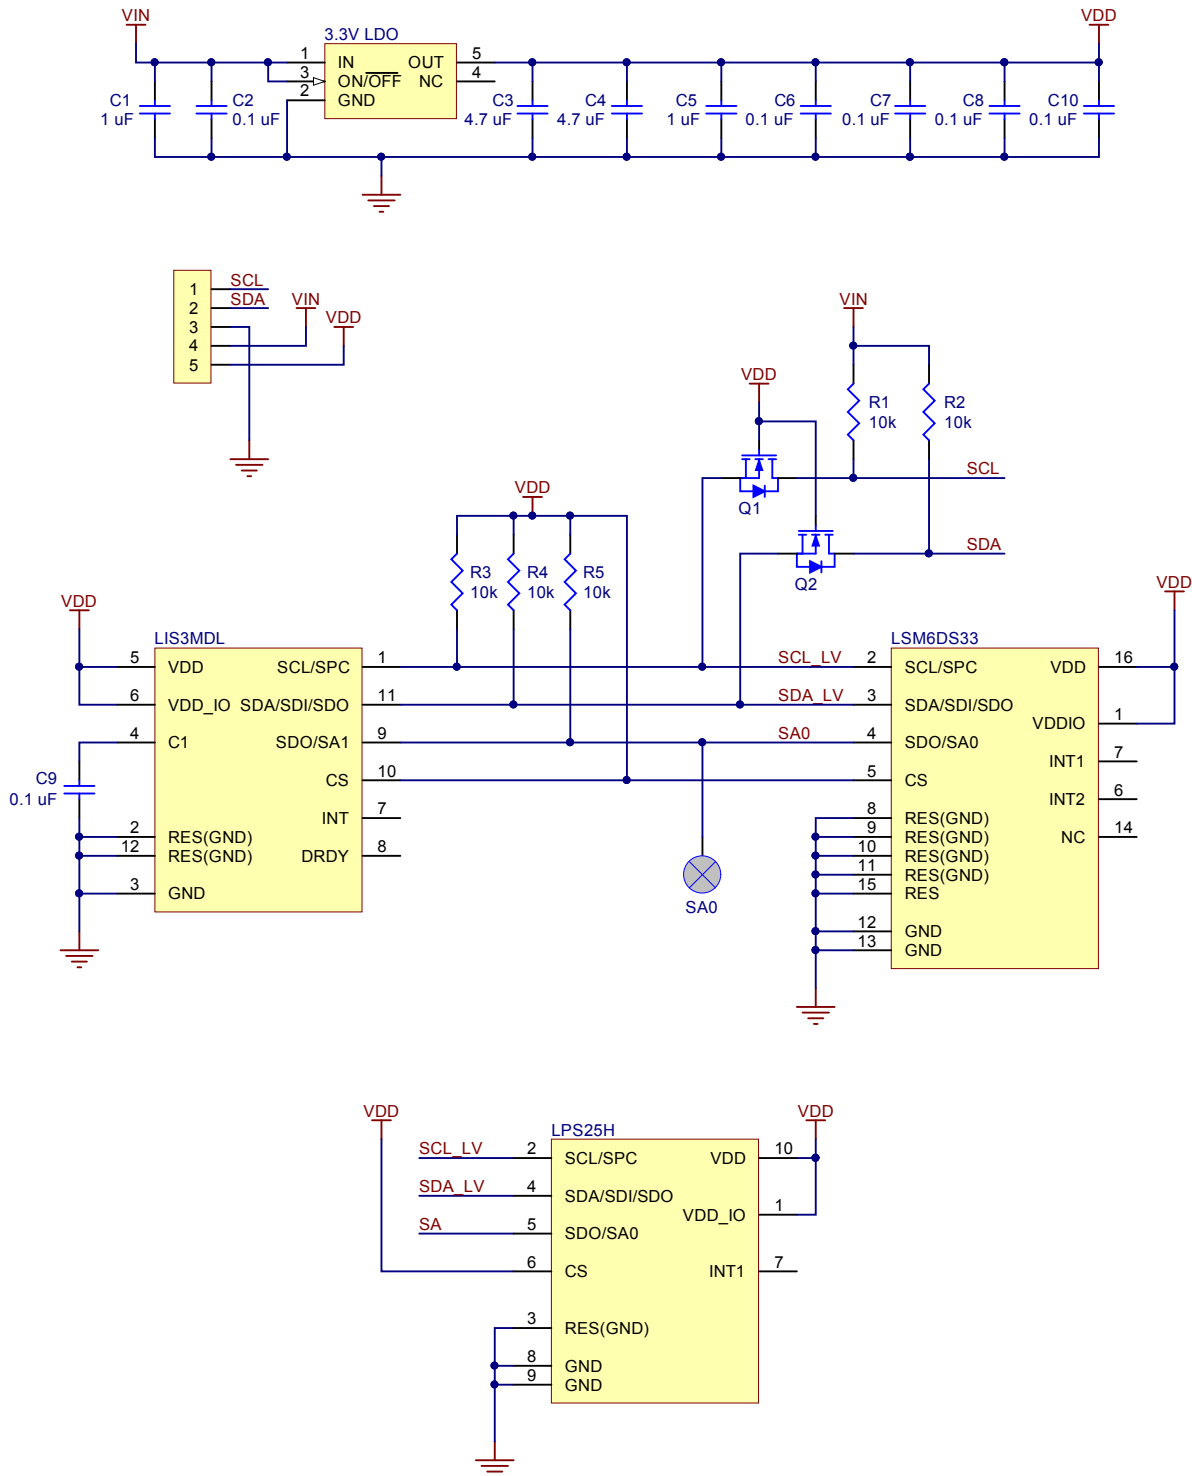 VIN
VDD
3.3V LDO
1 IN OUT 5
3 ON/OFF NC 4
2 GND
C1
1 uF
C2
0.1 uF
C3
4.7 uF
C4
4.7 uF
C5
1 uF
C6
0.1 uF
C7
0.1 uF
C8
0.1 uF
C10
0.1 uF
1 SCL
2 SDA
3
4
5
VIN
VDD
VIN
VDD
R1
10k
R2
10k
SCL
Q1
SDA
Q2
VDD
R3
10k
R4
10k
R5
10k
VDD
LIS3MDL
5 VDD SCL/SPC 1
6 VDD_IO SDA/SDI/SDO 11
4 C1 SDO/SA1 9
CS 10
INT 7
2 RES(GND)
12 RES(GND) DRDY 8
3 GND
C9
0.1 uF
SCL_LV
SDA_LV
SA0
SA0
VDD
LSM6DS33
2 SCL/SPC VDD 16
3 SDA/SDI/SDO VDDIO 1
4 SDO/SA0 INT1 7
5 CS INT2 6
8 RES(GND)
9 RES(GND) NC 14
10 RES(GND)
11 RES(GND)
15 RES
12 GND
13 GND
VDD
VDD
LPS25H
SCL_LV 2 SCL/SPC VDD 10
SDA_LV 4 SDA/SDI/SDO VDD_IO 1
SA 5 SDO/SA0
6 CS INT1 7
3 RES(GND)
8 GND
9 GND